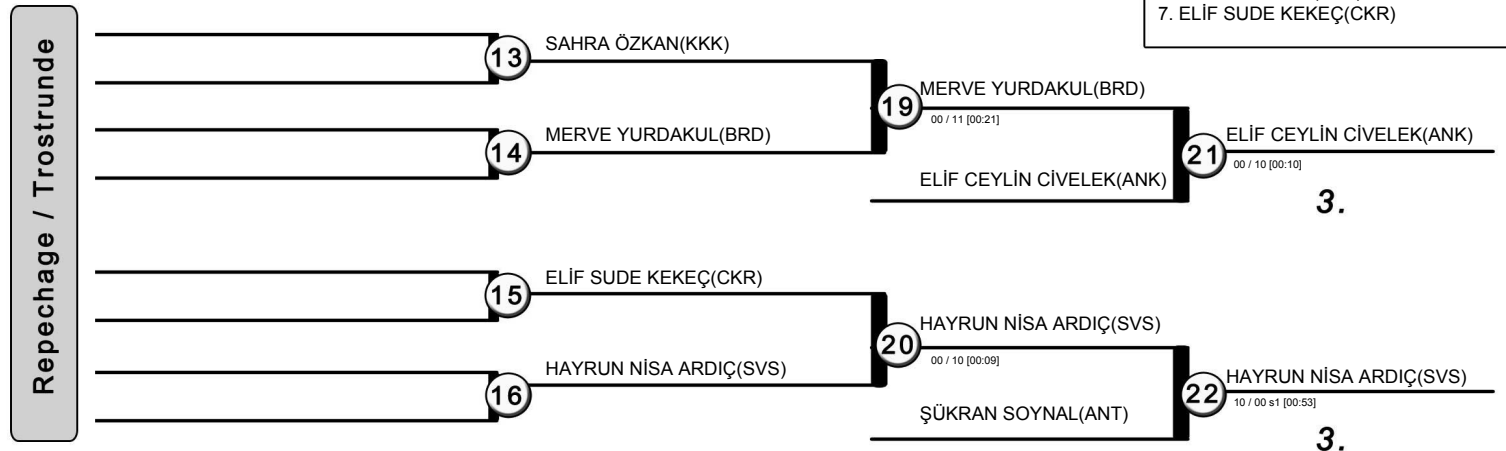 7. ELİF SUDE KEKEÇ(CKR)
Repechage / Trostrunde
13
SAHRA ÖZKAN(KKK)
14
MERVE YURDAKUL(BRD)
19
MERVE YURDAKUL(BRD)
00 / 11 [00:21]
ELİF CEYLİN CİVELEK(ANK)
21
ELİF CEYLİN CİVELEK(ANK)
00 / 10 [00:10]
3.
15
ELİF SUDE KEKEÇ(CKR)
16
HAYRUN NİSA ARDIÇ(SVS)
20
HAYRUN NİSA ARDIÇ(SVS)
00 / 10 [00:09]
ŞÜKRAN SOYNAL(ANT)
22
HAYRUN NİSA ARDIÇ(SVS)
10 / 00 s1 [00:53]
3.